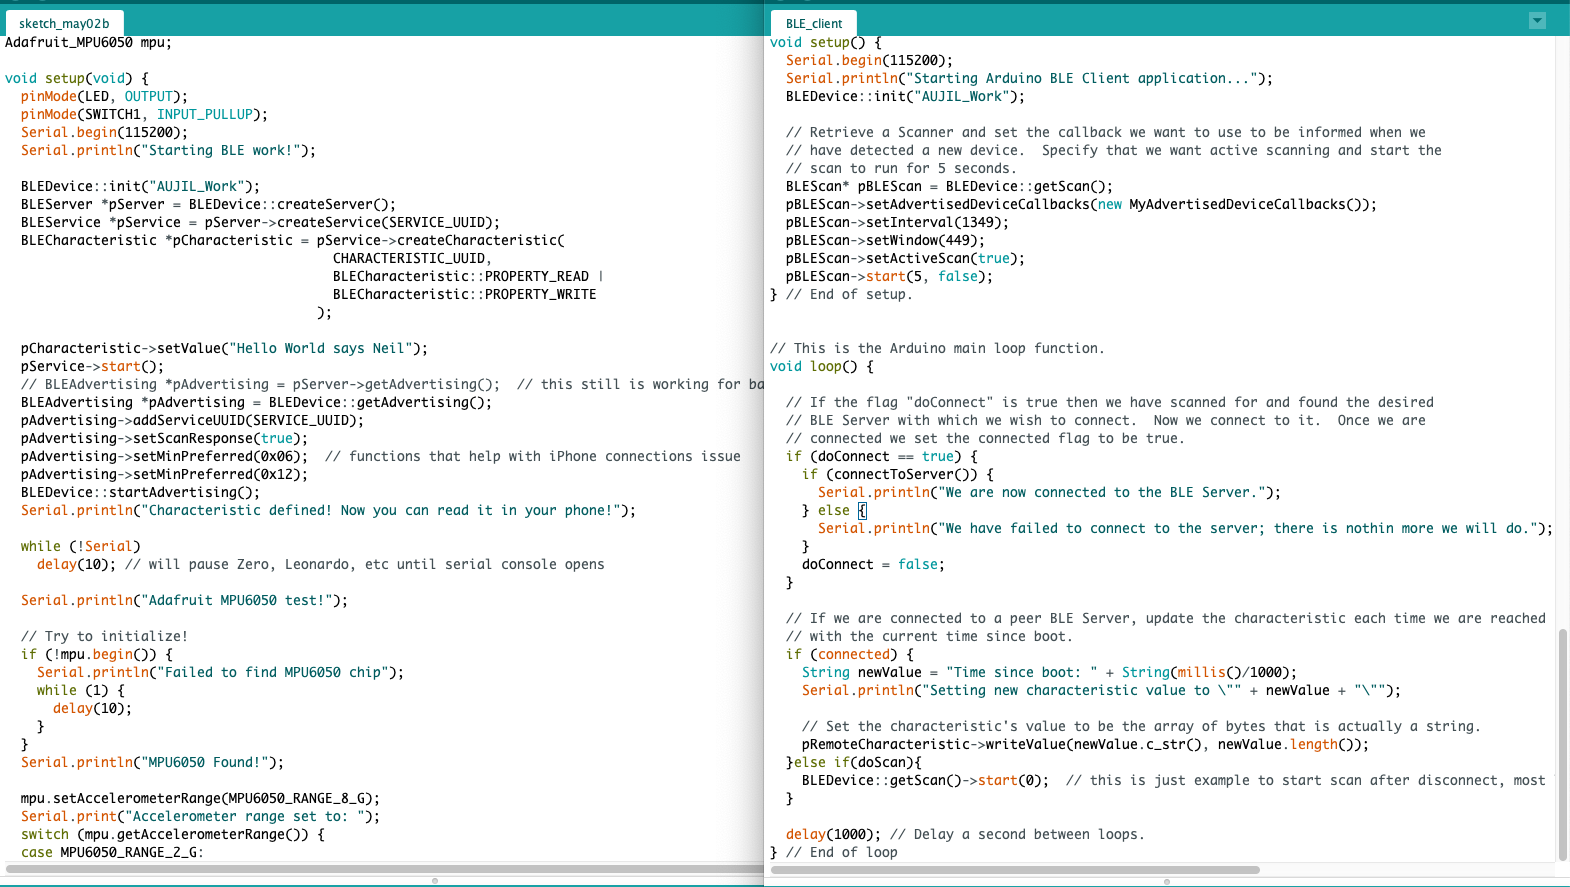 sketch_may02b
Adafruit_MPU6050 mpu;
void setup(void) {
pinMode(LED, OUTPUT);
pinMode(SWITCH1, INPUT_PULLUP);
Serial.begin(115200);
Serial.println("Starting BLE work!");
BLEDevice::init("AUJIL_Work");
BLEServer *pServer = BLEDevice::createServer();
BLEService *pService = pServer->createService(SERVICE_UUID);
BLECharacteristic *pCharacteristic = pService->createCharacteristic(
CHARACTERISTIC_UUID,
BLECharacteristic::PROPERTY_READ |
BLECharacteristic::PROPERTY_WRITE
);
pCharacteristic->setValue("Hello World says Neil");
pService->start();
// BLEAdvertising *pAdvertising = pServer->getAdvertising();  // this still is working for ba
BLEAdvertising *pAdvertising = BLEDevice::getAdvertising();
pAdvertising->addServiceUUID(SERVICE_UUID);
pAdvertising->setScanResponse(true);
pAdvertising->setMinPreferred(0x06);  // functions that help with iPhone connections issue
pAdvertising->setMinPreferred(0x12);
BLEDevice::startAdvertising();
Serial.println("Characteristic defined! Now you can read it in your phone!");
while (!Serial)
delay(10); // will pause Zero, Leonardo, etc until serial console opens
Serial.println("Adafruit MPU6050 test!");
// Try to initialize!
if (!mpu.begin()) {
Serial.println("Failed to find MPU6050 chip");
while (1) {
delay(10);
}
}
Serial.println("MPU6050 Found!");
mpu.setAccelerometerRange(MPU6050_RANGE_8_G);
Serial.print("Accelerometer range set to: ");
switch (mpu.getAccelerometerRange()) {
case MPU6050_RANGE_2_G:
BLE_client
void setup() {
Serial.begin(115200);
Serial.println("Starting Arduino BLE Client application...");
BLEDevice::init("AUJIL_Work");
// Retrieve a Scanner and set the callback we want to use to be informed when we
// have detected a new device.  Specify that we want active scanning and start the
// scan to run for 5 seconds.
BLEScan* pBLEScan = BLEDevice::getScan();
pBLEScan->setAdvertisedDeviceCallbacks(new MyAdvertisedDeviceCallbacks());
pBLEScan->setInterval(1349);
pBLEScan->setWindow(449);
pBLEScan->setActiveScan(true);
pBLEScan->start(5, false);
} // End of setup.
// This is the Arduino main loop function.
void loop() {
// If the flag "doConnect" is true then we have scanned for and found the desired
// BLE Server with which we wish to connect.  Now we connect to it.  Once we are
// connected we set the connected flag to be true.
if (doConnect == true) {
if (connectToServer()) {
Serial.println("We are now connected to the BLE Server.");
} else {
Serial.println("We have failed to connect to the server; there is nothin more we will do.");
}
doConnect = false;
}
// If we are connected to a peer BLE Server, update the characteristic each time we are reached
// with the current time since boot.
if (connected) {
String newValue = "Time since boot: " + String(millis()/1000);
Serial.println("Setting new characteristic value to \"" + newValue + "\"");
// Set the characteristic's value to be the array of bytes that is actually a string.
pRemoteCharacteristic->writeValue(newValue.c_str(), newValue.length());
}else if(doScan){
BLEDevice::getScan()->start(0);  // this is just example to start scan after disconnect, most
}
delay(1000); // Delay a second between loops.
} // End of loop